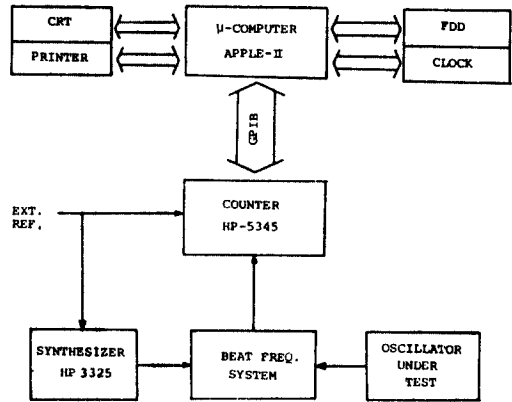 CRT
PRINTER
μ-COMPUTER
APPLE-II
FDD
CLOCK
GPIB
COUNTER
HP-5345
EXT.
REF.
SYNTHESIZER
HP 3325
BEAT FREQ.
SYSTEM
OSCILLATOR
UNDER
TEST